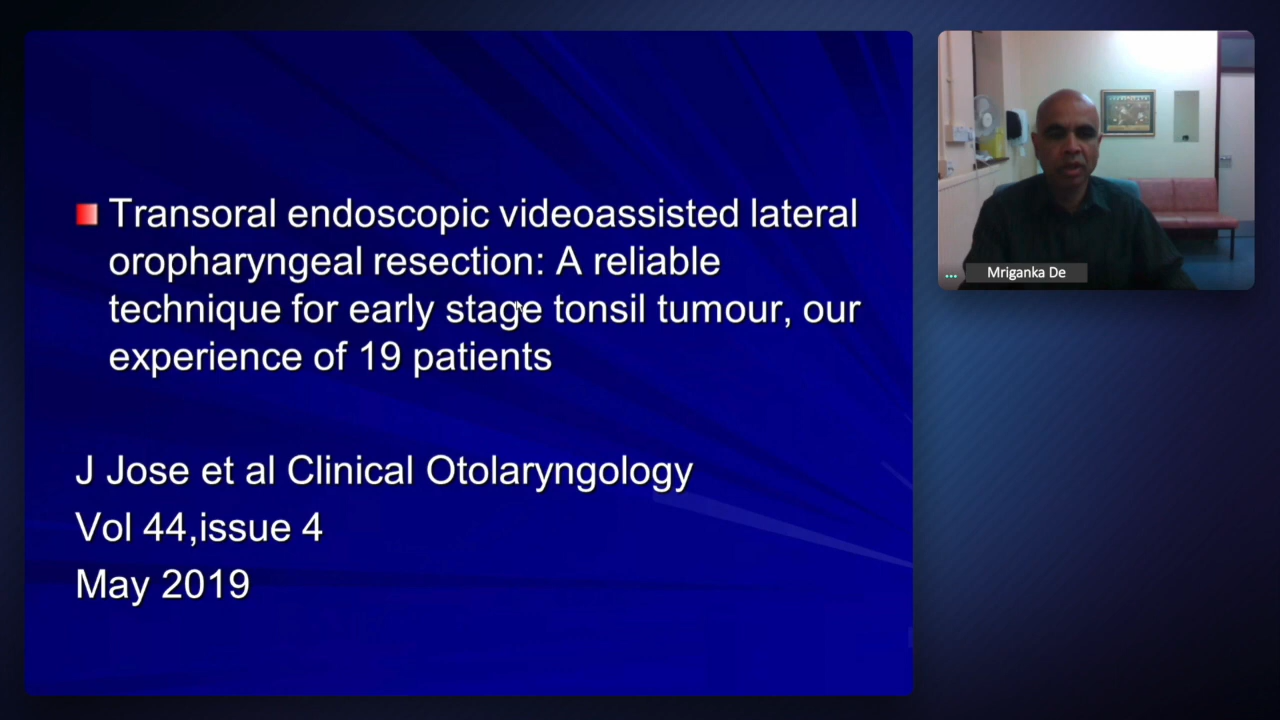 Transoral endoscopic videoassisted lateral
oropharyngeal resection: A reliable
technique for early stage tonsil tumour, our
experience of 19 patients
J Jose et al Clinical Otolaryngology
Vol 44,issue 4
May 2019
Mriganka De